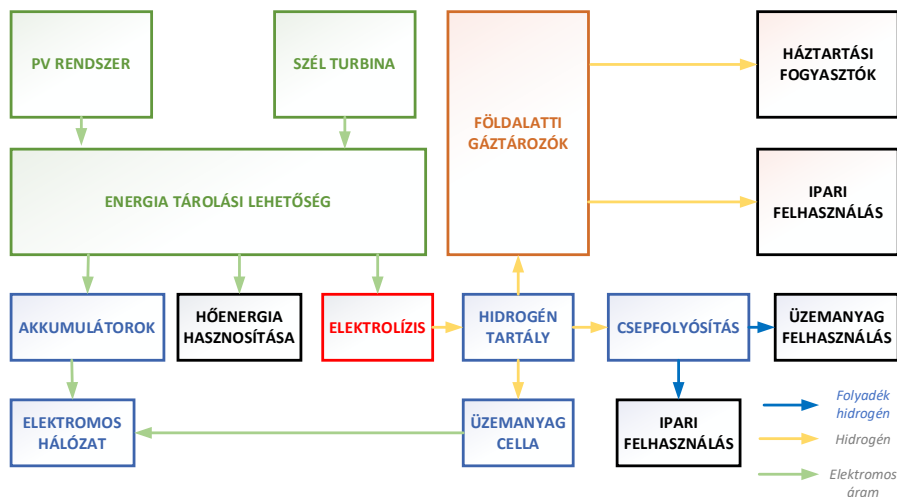 PV RENDSZER
SZÉL TURBINA
FÖLDALATTI
GÁZTÁROZÓK
HÁZTARTÁSI
FOGYASZTÓK
ENERGIA TÁROLÁSI LEHETŐSÉG
IPARI
FELHASZNÁLÁS
AKKUMULÁTOROK
HŐENERGIA
HASZNOSÍTÁSA
ELEKTROLÍZIS
HIDROGÉN
TARTÁLY
CSEPFOLYÓSÍTÁS
ÜZEMANYAG
FELHASZNÁLÁS
ELEKTROMOS
HÁLÓZAT
ÜZEMANYAG
CELLA
IPARI
FELHASZNÁLÁS
Folyadék
hidrogén
Hidrogén
Elektromos
áram